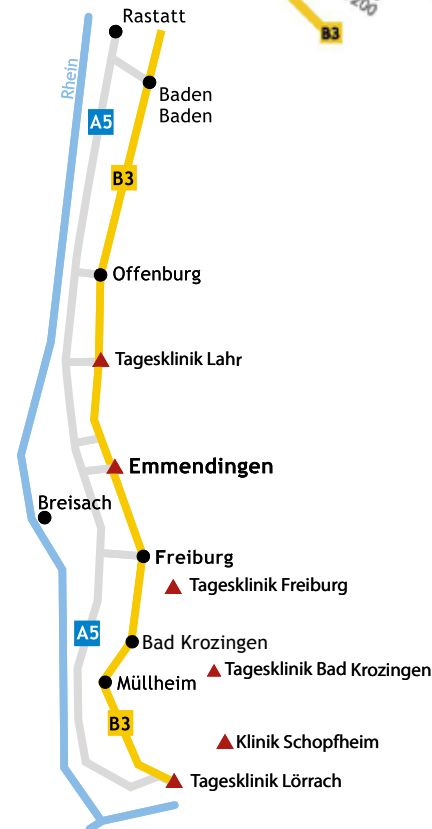 200
B3
Rastatt
Rhein
Baden
Baden
A5
B3
Offenburg
Tagesklinik Lahr
Emmendingen
Breisach
Freiburg
Tagesklinik Freiburg
A5
Bad Krozingen
Tagesklinik Bad Krozingen
Müllheim
B3
Klinik Schopfheim
Tagesklinik Lörrach